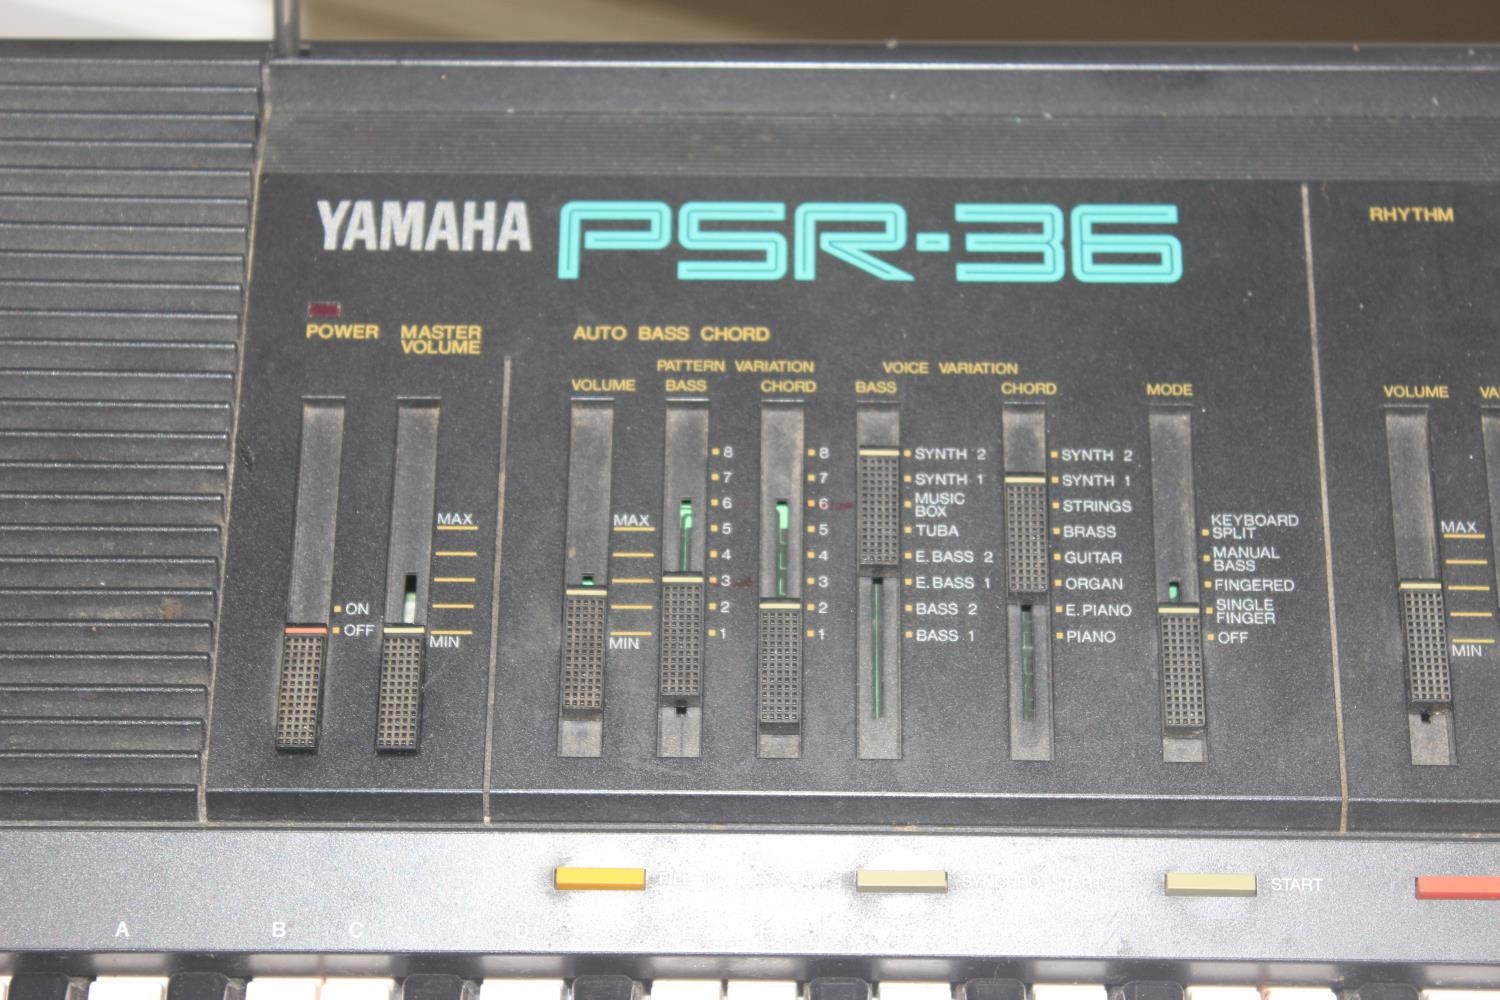 YAMAHA PSR-36
RHYTHM
POWER
MASTER
VOLUME
AUTO BASS CHORD
PATTERN VARIATION
VOICE VARIATION
VOLUME BASS CHORD BASS CHORD MODE VOLUME
ON
OFF
MAX
MIN
MAX
MIN
8
7
6
5
4
3
2
1
8
7
6
5
4
3
2
1
SYNTH 2
SYNTH 1
MUSIC
BOX
TUBA
E. BASS 2
E. BASS 1
BASS 2
BASS 1
SYNTH 2
SYNTH 1
STRINGS
BRASS
GUITAR
ORGAN
E. PIANO
PIANO
KEYBOARD
SPLIT
MANUAL
BASS
FINGERED
SINGLE
FINGER
OFF
MAX
MIN
FILL IN
SYNCHRO START
START
A B C D E F